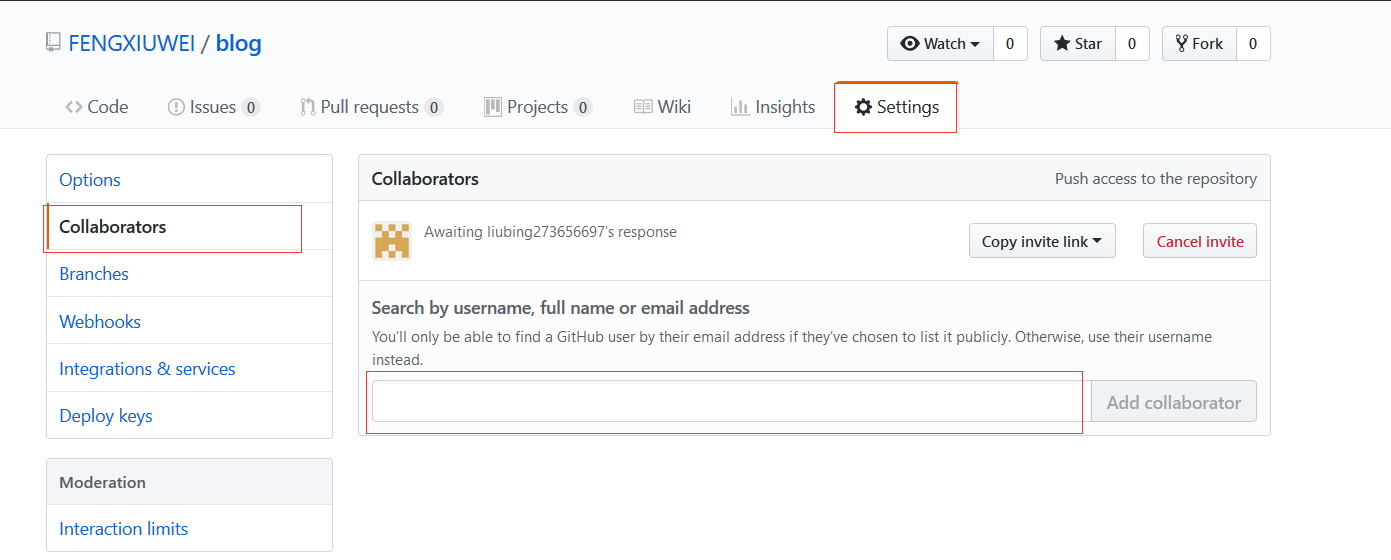 FENGXIUWEI / blog
Watch 0
Star 0
Fork 0
Code
Issues 0
Pull requests 0
Projects 0
Wiki
Insights
Settings
Options
Collaborators
Branches
Webhooks
Integrations & services
Deploy keys
Moderation
Interaction limits
Collaborators
Push access to the repository
Awaiting liubing273656697's response
Copy invite link
Cancel invite
Search by username, full name or email address
You'll only be able to find a GitHub user by their email address if they've chosen to list it publicly. Otherwise, use their username
instead.
Add collaborator